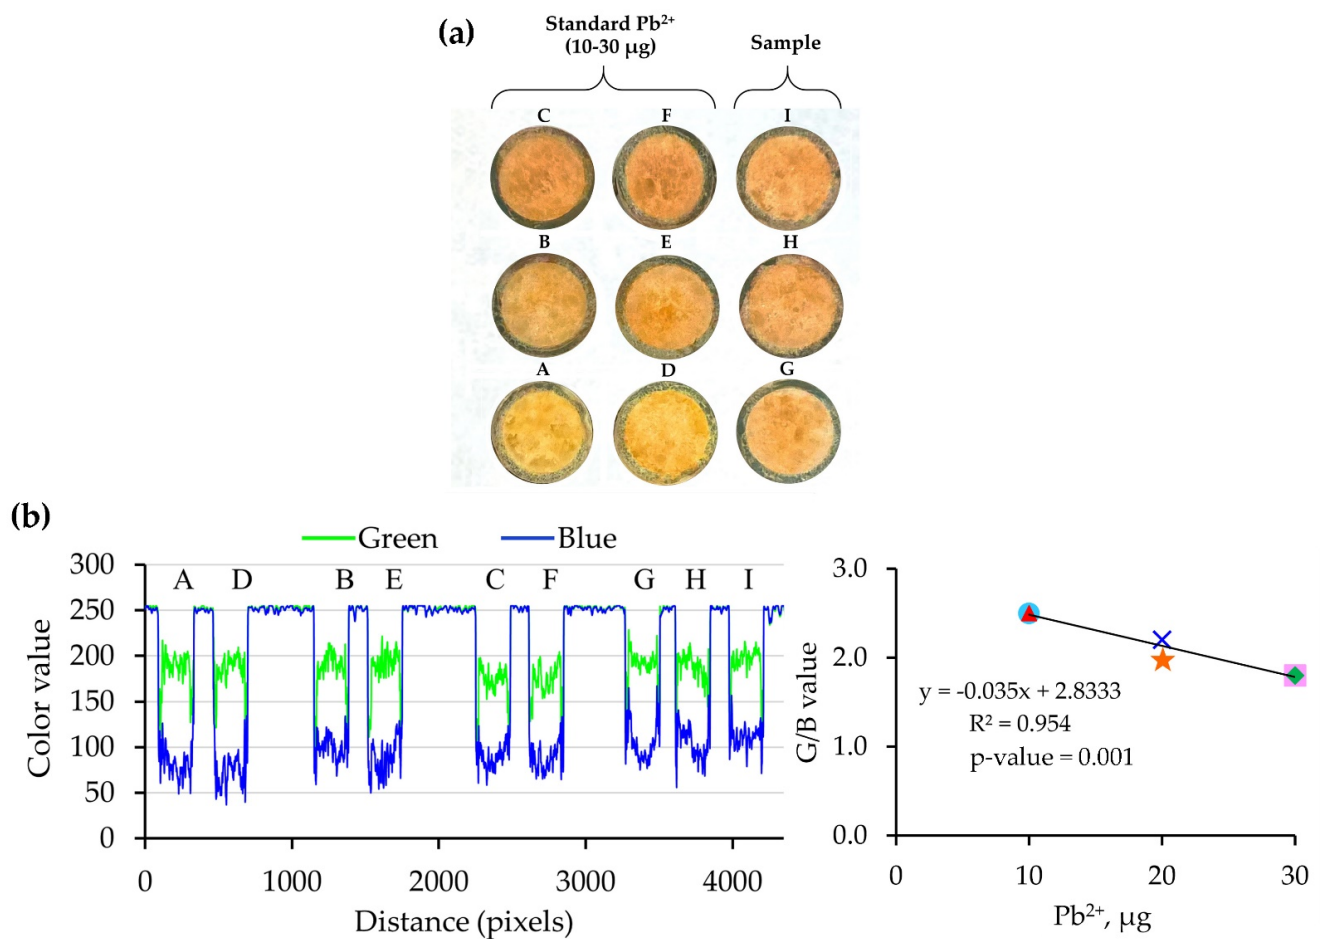 (a)
Standard Pb²⁺
(10-30 µg)
Sample
C
F
I
B
E
H
A
D
G
(b)
Green
Blue
Color value
300
250
200
150
100
50
0
A
D
B
E
C
F
G
H
I
0
1000
2000
3000
4000
Distance (pixels)
G/B value
3.0
2.0
1.0
0.0
y = -0.035x + 2.8333
R² = 0.954
p-value = 0.001
0
10
20
30
Pb²⁺, µg